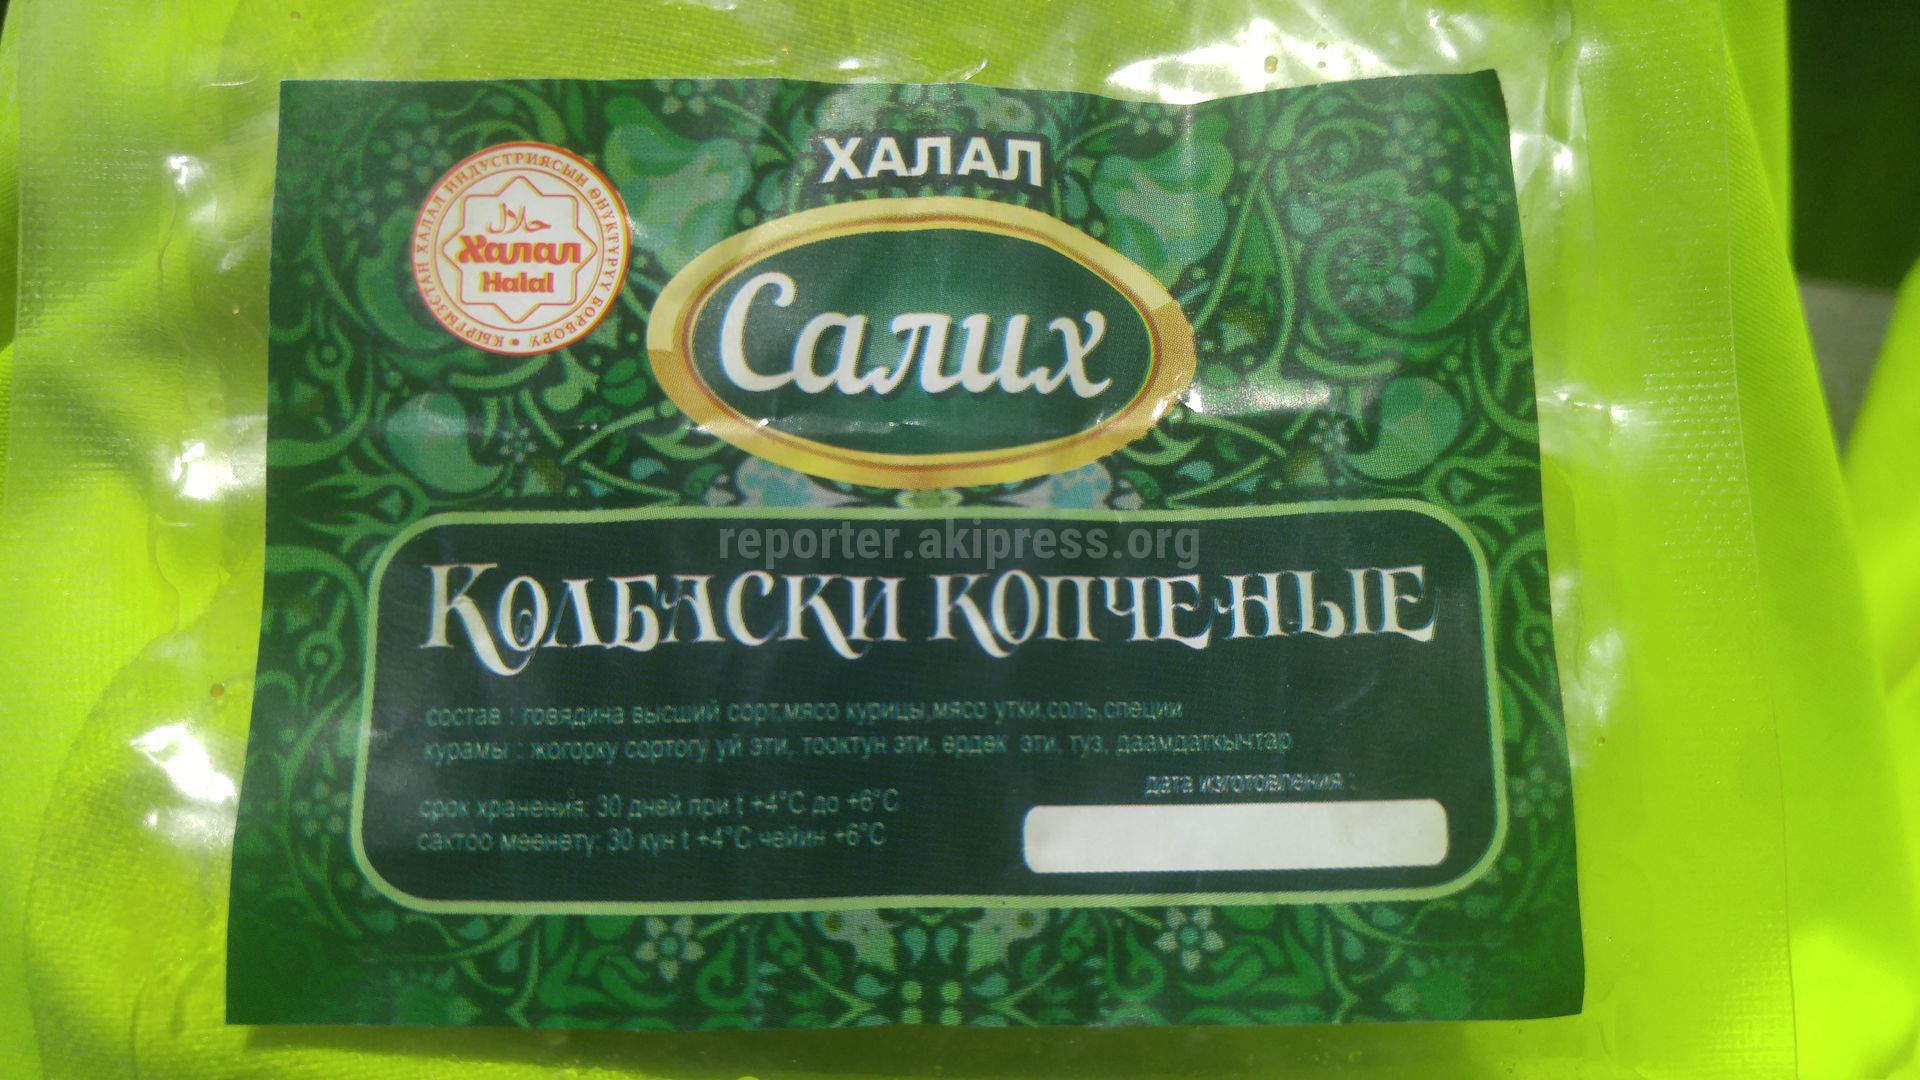 ХАЛАЛ
КЫРГЫЗСТАН ХАЛАЛ ИНДУСТРИЯСЫН ӨНҮКТҮРҮҮ БОРБОРУ
حلال
Халал
Halal
Салих
reporter.akipress.org
Колбаски копченые
состав : говядина высший сорт,мясо курицы,мясо утки,соль,специи
курамы : жогорку сортогу уй эти, тооктун эти, өрдөк эти, туз, даамдаткычтар
дата изготовления :
срок хранения: 30 дней при t +4°C до +6°C
сактоо мөөнөтү: 30 күн t +4°C чейин +6°C